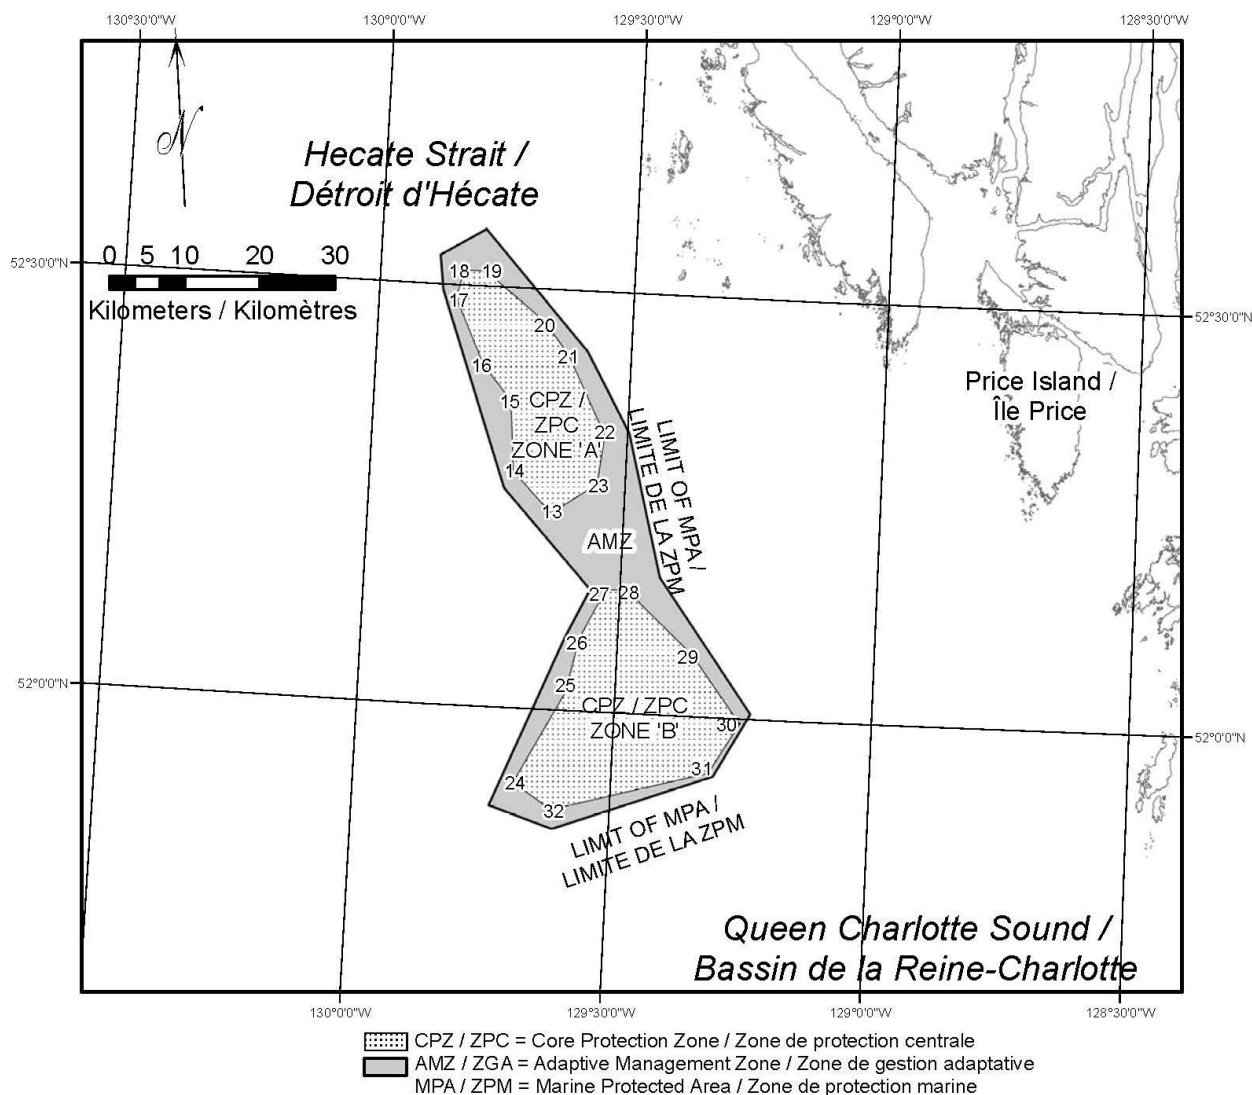 130°30'0"W
130°0'0"W
129°30'0"W
129°0'0"W
128°30'0"W
N
Hecate Strait /
Détroit d'Hécate
0 5 10 20 30
Kilometers / Kilomètres
52°30'0"N
52°30'0"N
18
19
17
20
21
16
15
CPZ /
ZPC
ZONE 'A'
22
14
23
13
LIMIT OF MPA /
LIMITE DE LA ZPM
Price Island /
Île Price
AMZ
27
28
26
29
25
52°0'0"N
52°0'0"N
CPZ / ZPC
ZONE 'B'
30
31
24
32
LIMIT OF MPA /
LIMITE DE LA ZPM
Queen Charlotte Sound /
Bassin de la Reine-Charlotte
130°0'0"W
129°30'0"W
129°0'0"W
128°30'0"W
CPZ / ZPC = Core Protection Zone / Zone de protection centrale
AMZ / ZGA = Adaptive Management Zone / Zone de gestion adaptative
MPA / ZPM = Marine Protected Area / Zone de protection marine